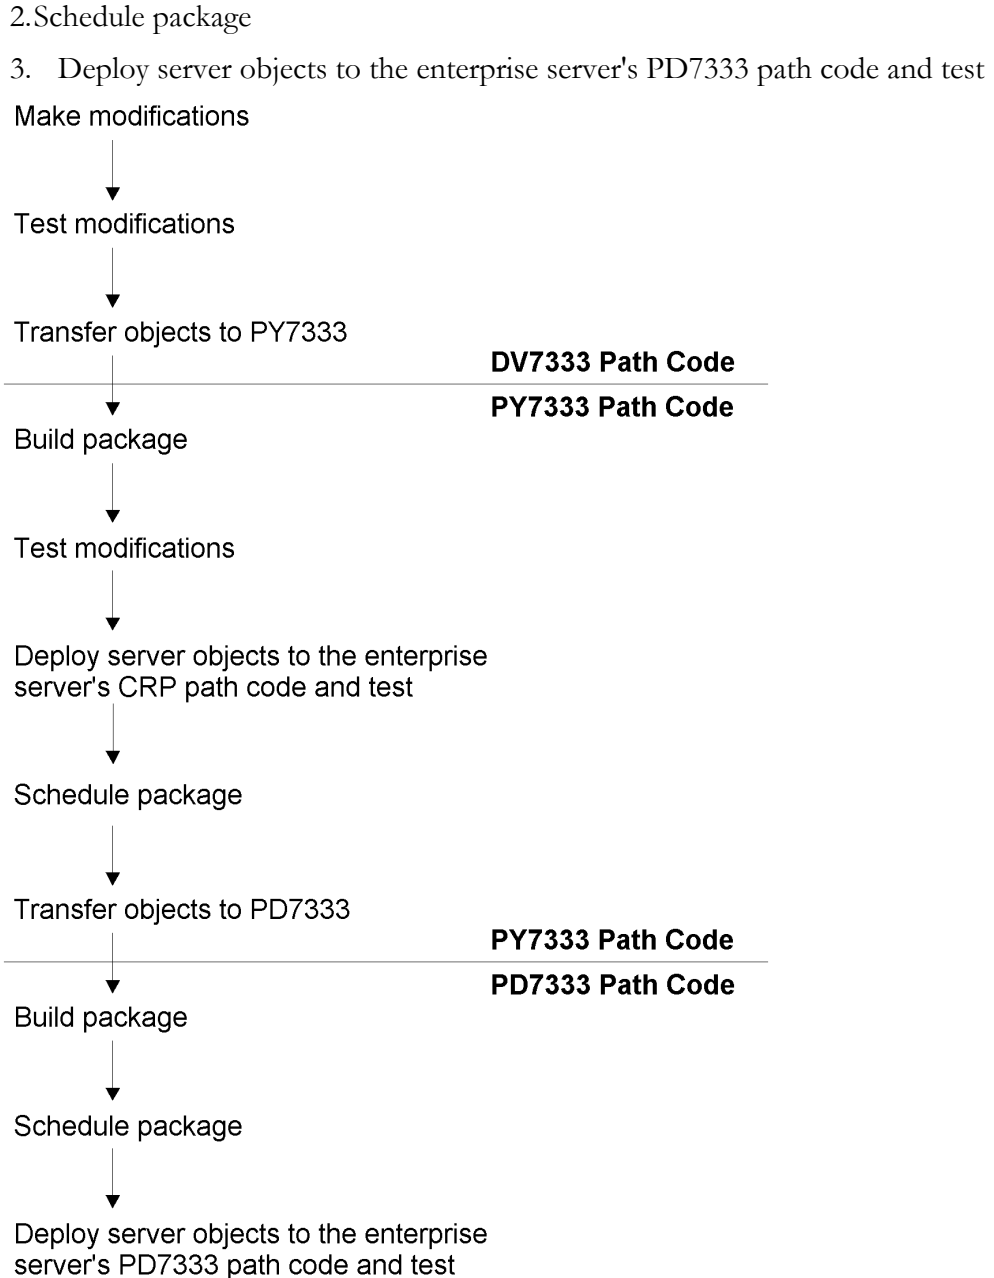 2.Schedule package
3. Deploy server objects to the enterprise server's PD7333 path code and test
Make modifications
Test modifications
Transfer objects to PY7333
DV7333 Path Code
PY7333 Path Code
Build package
Test modifications
Deploy server objects to the enterprise
server's CRP path code and test
Schedule package
Transfer objects to PD7333
PY7333 Path Code
PD7333 Path Code
Build package
Schedule package
Deploy server objects to the enterprise
server's PD7333 path code and test